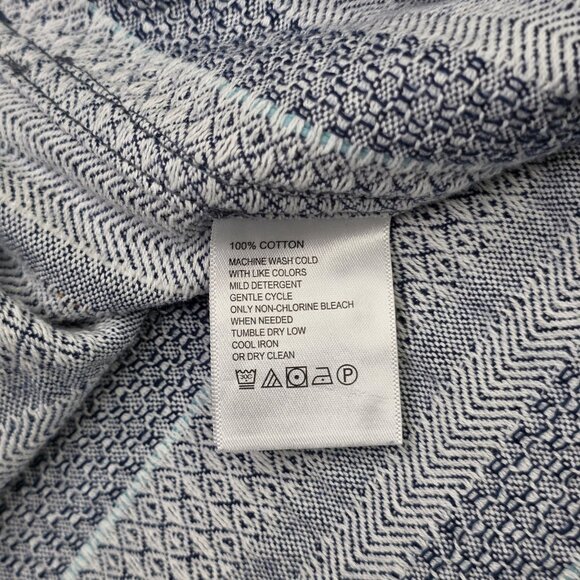 100% COTTON
MACHINE WASH COLD
WITH LIKE COLORS
MILD DETERGENT
GENTLE CYCLE
ONLY NON-CHLORINE BLEACH
WHEN NEEDED
TUMBLE DRY LOW
COOL IRON
OR DRY CLEAN
30C P